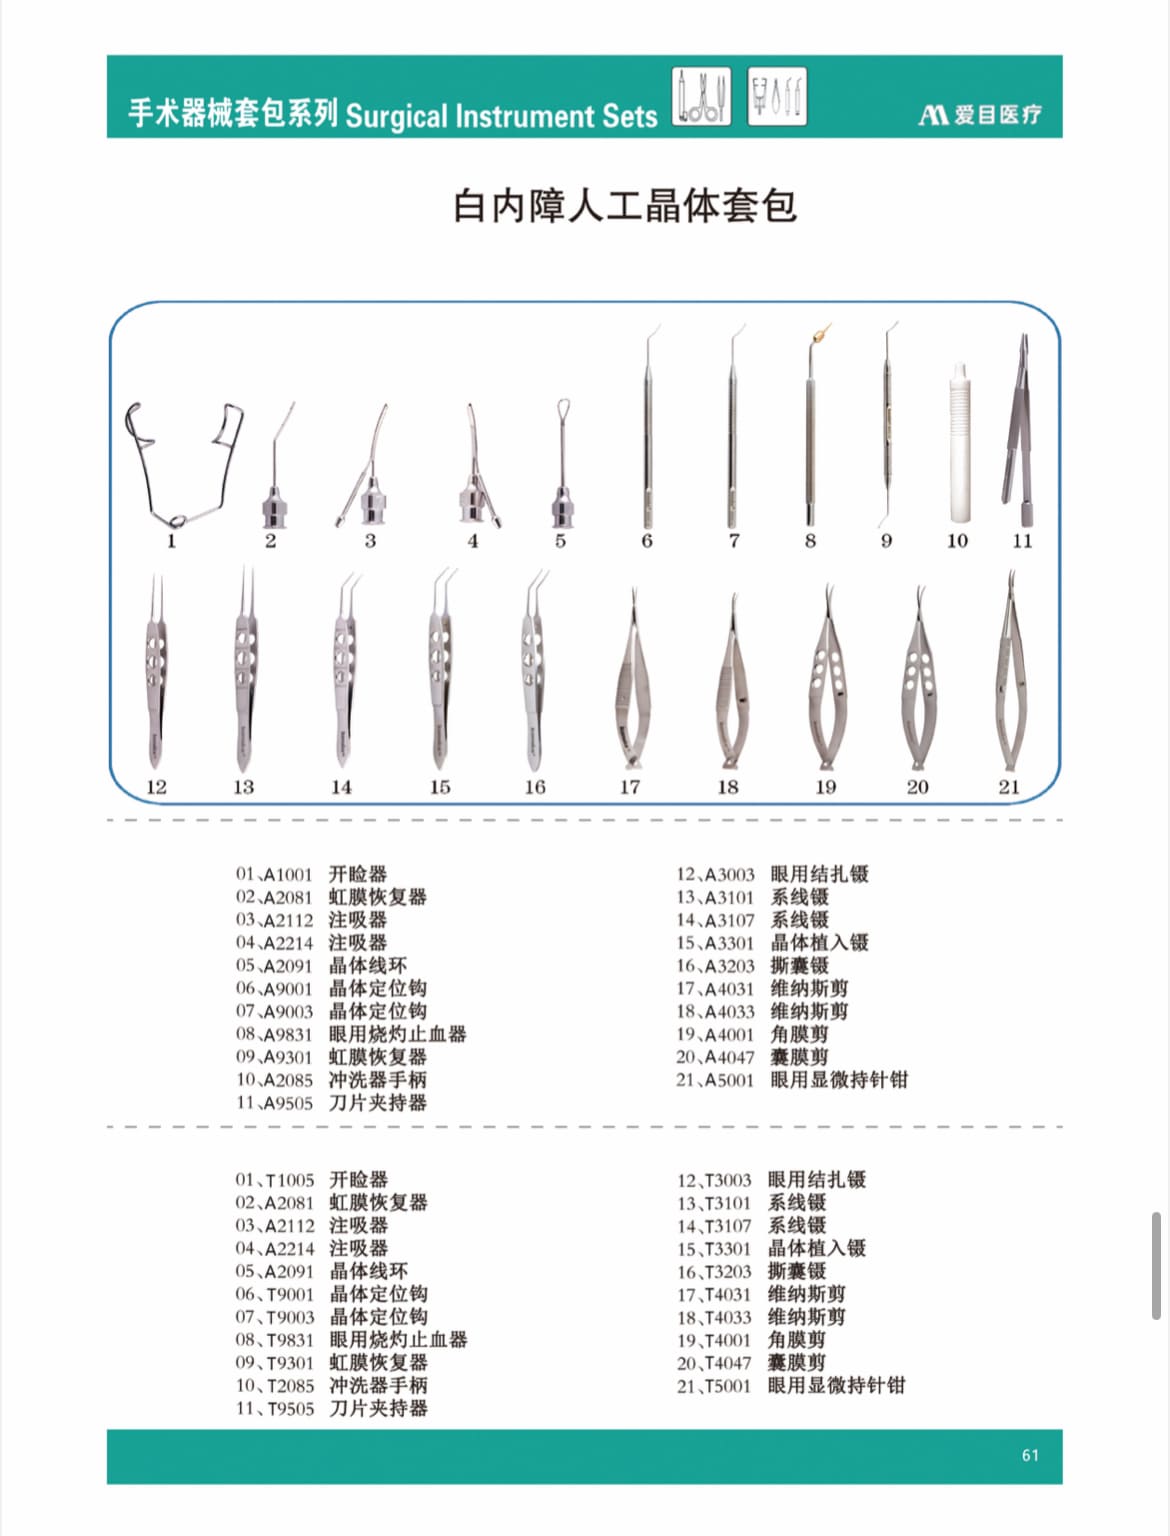 手术器械套包系列 Surgical Instrument Sets
爱目医疗
白内障人工晶体套包
1 2 3 4 5 6 7 8 9 10 11
12 13 14 15 16 17 18 19 20 21
01、A1001 开睑器
02、A2081 虹膜恢复器
03、A2112 注吸器
04、A2214 注吸器
05、A2091 晶体线环
06、A9001 晶体定位钩
07、A9003 晶体定位钩
08、A9831 眼用烧灼止血器
09、A9301 虹膜恢复器
10、A2085 冲洗器手柄
11、A9505 刀片夹持器
12、A3003 眼用结扎镊
13、A3101 系线镊
14、A3107 系线镊
15、A3301 晶体植入镊
16、A3203 撕囊镊
17、A4031 维纳斯剪
18、A4033 维纳斯剪
19、A4001 角膜剪
20、A4047 囊膜剪
21、A5001 眼用显微持针钳
01、T1005 开睑器
02、A2081 虹膜恢复器
03、A2112 注吸器
04、A2214 注吸器
05、A2091 晶体线环
06、T9001 晶体定位钩
07、T9003 晶体定位钩
08、T9831 眼用烧灼止血器
09、T9301 虹膜恢复器
10、T2085 冲洗器手柄
11、T9505 刀片夹持器
12、T3003 眼用结扎镊
13、T3101 系线镊
14、T3107 系线镊
15、T3301 晶体植入镊
16、T3203 撕囊镊
17、T4031 维纳斯剪
18、T4033 维纳斯剪
19、T4001 角膜剪
20、T4047 囊膜剪
21、T5001 眼用显微持针钳
61